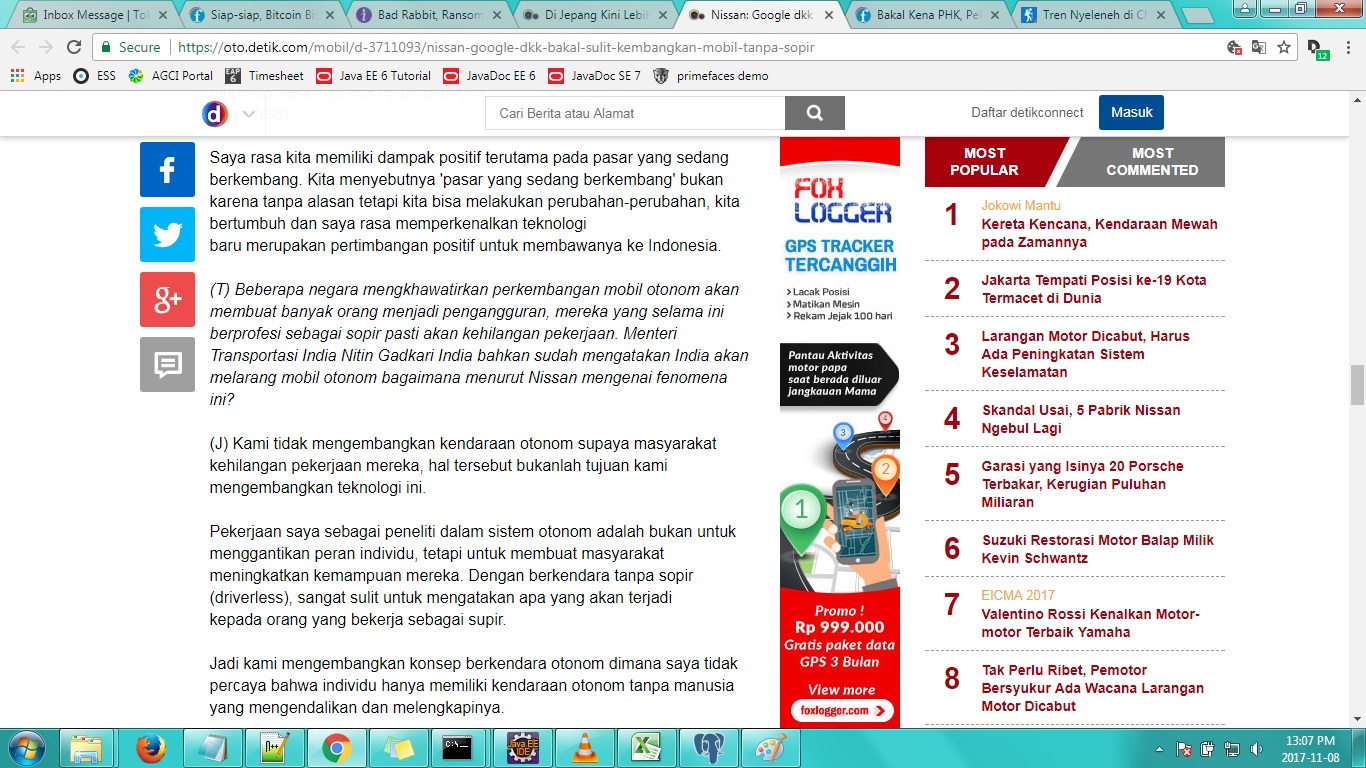 Inbox Message | To
Siap-siap, Bitcoin Bi
Bad Rabbit, Ransom
Di Jepang Kini Lebih
Nissan: Google dkk
Bakal Kena PHK, Pe
Tren Nyeleneh di C
Secure
https://oto.detik.com/mobil/d-3711093/nissan-google-dkk-bakal-sulit-kembangkan-mobil-tanpa-sopir
12
Apps
ESS
AGCI Portal
EAP 6
Timesheet
Java EE 6 Tutorial
JavaDoc EE 6
JavaDoc SE 7
primefaces demo
d
Cari Berita atau Alamat
Daftar detikconnect
Masuk
f
g+
Saya rasa kita memiliki dampak positif terutama pada pasar yang sedang
berkembang. Kita menyebutnya 'pasar yang sedang berkembang' bukan
karena tanpa alasan tetapi kita bisa melakukan perubahan-perubahan, kita
bertumbuh dan saya rasa memperkenalkan teknologi
baru merupakan pertimbangan positif untuk membawanya ke Indonesia.
(T) Beberapa negara mengkhawatirkan perkembangan mobil otonom akan
membuat banyak orang menjadi pengangguran, mereka yang selama ini
berprofesi sebagai sopir pasti akan kehilangan pekerjaan. Menteri
Transportasi India Nitin Gadkari India bahkan sudah mengatakan India akan
melarang mobil otonom bagaimana menurut Nissan mengenai fenomena
ini?
(J) Kami tidak mengembangkan kendaraan otonom supaya masyarakat
kehilangan pekerjaan mereka, hal tersebut bukanlah tujuan kami
mengembangkan teknologi ini.
Pekerjaan saya sebagai peneliti dalam sistem otonom adalah bukan untuk
menggantikan peran individu, tetapi untuk membuat masyarakat
meningkatkan kemampuan mereka. Dengan berkendara tanpa sopir
(driverless), sangat sulit untuk mengatakan apa yang akan terjadi
kepada orang yang bekerja sebagai supir.
Jadi kami mengembangkan konsep berkendara otonom dimana saya tidak
percaya bahwa individu hanya memiliki kendaraan otonom tanpa manusia
yang mengendalikan dan melengkapinya.
FOX
LOGGER
GPS TRACKER
TERCANGGIH
Lacak Posisi
Matikan Mesin
Rekam Jejak 100 hari
Pantau Aktivitas
motor papa
saat berada diluar
jangkauan Mama
4
3
2
1
Promo !
Rp 999.000
Gratis paket data
GPS 3 Bulan
View more
foxlogger.com
MOST
POPULAR
MOST
COMMENTED
1
Jokowi Mantu
Kereta Kencana, Kendaraan Mewah
pada Zamannya
2
Jakarta Tempati Posisi ke-19 Kota
Termacet di Dunia
3
Larangan Motor Dicabut, Harus
Ada Peningkatan Sistem
Keselamatan
4
Skandal Usai, 5 Pabrik Nissan
Ngebul Lagi
5
Garasi yang Isinya 20 Porsche
Terbakar, Kerugian Puluhan
Miliaran
6
Suzuki Restorasi Motor Balap Milik
Kevin Schwantz
7
EICMA 2017
Valentino Rossi Kenalkan Motor-
motor Terbaik Yamaha
8
Tak Perlu Ribet, Pemotor
Bersyukur Ada Wacana Larangan
Motor Dicabut
Java EE
IDE
13:07 PM
2017-11-08